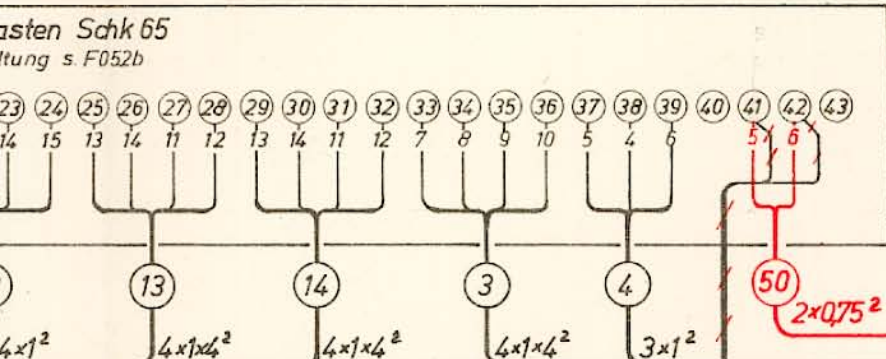 asten Schk 65
ltung s. F052b
23 24 25 26 27 28 29 30 31 32 33 34 35 36 37 38 39 40 41 42 43
14 15 13 14 11 12 13 14 11 12 7 8 9 10 5 4 6 5 6
13 14 3 4 50
4×1² 4×1×4² 4×1×4² 4×1×4² 3×1² 2×0,75²